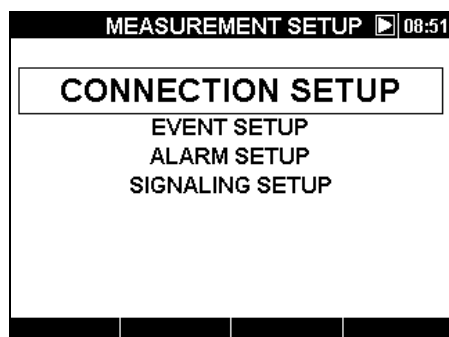 MEASUREMENT SETUP 08:51
CONNECTION SETUP
EVENT SETUP
ALARM SETUP
SIGNALING SETUP